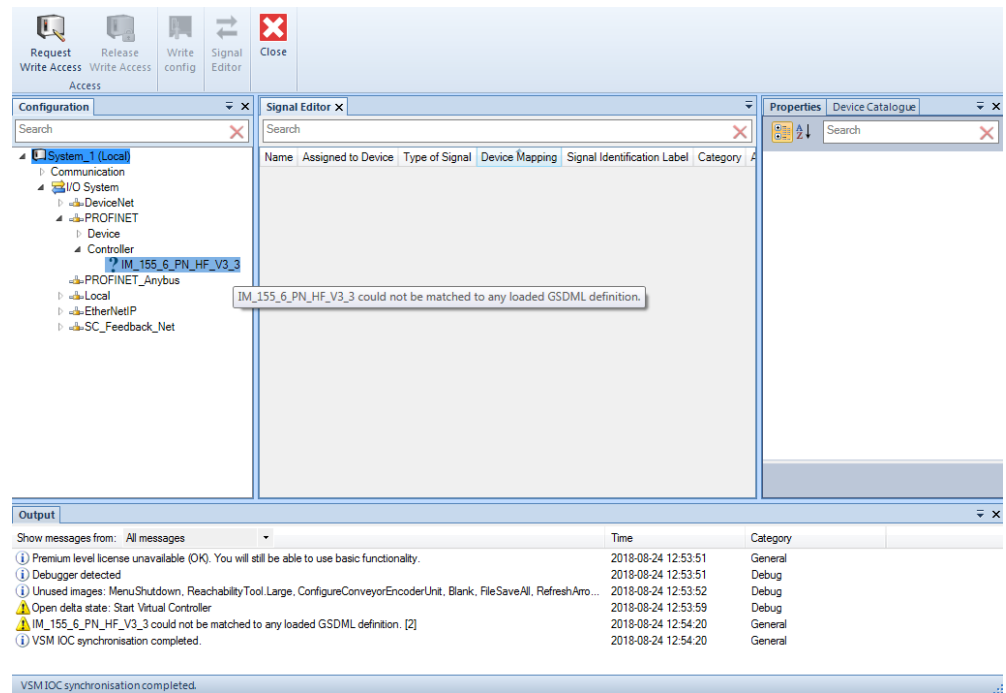 Request Write Access
Release Write Access
Write config
Signal Editor
Close
Access
Configuration
Search
System_1 (Local)
Communication
I/O System
DeviceNet
PROFINET
Device
Controller
? IM_155_6_PN_HF_V3_3
PROFINET_Anybus
Local
EtherNetIP
SC_Feedback_Net
Signal Editor
Search
Name Assigned to Device Type of Signal Device Mapping Signal Identification Label Category A
IM_155_6_PN_HF_V3_3 could not be matched to any loaded GSDML definition.
Properties Device Catalogue
Search
Output
Show messages from: All messages Time Category
Premium level license unavailable (OK). You will still be able to use basic functionality. 2018-08-24 12:53:51 General
Debugger detected 2018-08-24 12:53:51 Debug
Unused images: MenuShutdown, ReachabilityTool.Large, ConfigureConveyorEncoderUnit, Blank, FileSaveAll, RefreshArro... 2018-08-24 12:53:52 Debug
Open delta state: Start Virtual Controller 2018-08-24 12:53:59 Debug
IM_155_6_PN_HF_V3_3 could not be matched to any loaded GSDML definition. [2] 2018-08-24 12:54:20 General
VSM IOC synchronisation completed. 2018-08-24 12:54:20 General
VSM IOC synchronisation completed.